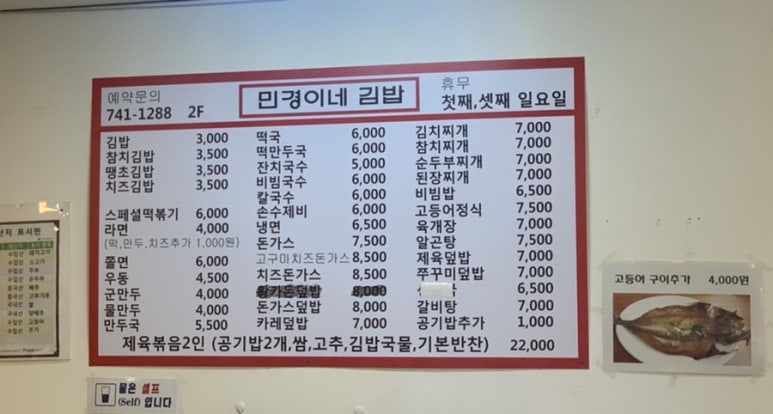 예약문의
741-1288 2F
민경이네 김밥
휴무
첫째,셋째 일요일
김밥 3,000
참치김밥 3,500
땡초김밥 3,500
치즈김밥 3,500
스페셜떡볶기 6,000
라면 4,000
(떡,만두,치즈추가 1,000원)
쫄면 6,000
우동 4,500
군만두 4,000
물만두 4,000
만두국 5,500
떡국 6,000
떡만두국 6,000
잔치국수 5,000
비빔국수 6,000
칼국수 6,000
손수제비 6,000
냉면 6,500
돈가스 7,500
고구마치즈돈가스 8,500
치즈돈가스 8,500
8,000
돈가스덮밥 8,000
카레덮밥 7,000
김치찌개 7,000
참치찌개 7,000
순두부찌개 7,000
된장찌개 7,000
비빔밥 6,500
고등어정식 7,500
육개장 7,000
알곤탕 7,500
제육덮밥 7,000
쭈꾸미덮밥 7,000
6,500
갈비탕 7,000
공기밥추가 1,000
제육볶음2인 (공기밥2개,쌈,고추,김밥국물,기본반찬) 22,000
고등어 구이추가 4,000원
표시판
물은 셀프
(Self) 입니다